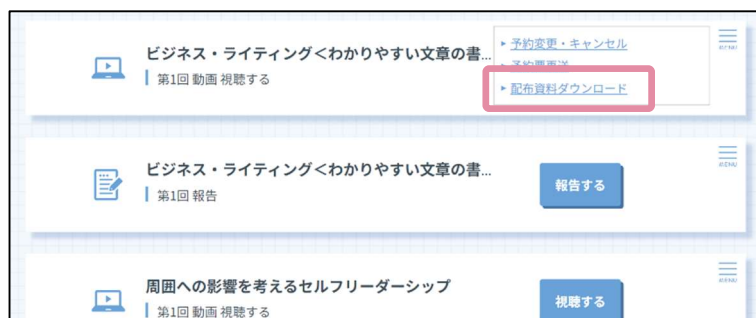 ビジネス・ライティング<わかりやすい文章の書...
第1回 動画 視聴する
▸ 予約変更・キャンセル
▸ 予約票再送
▸ 配布資料ダウンロード
MENU
ビジネス・ライティング<わかりやすい文章の書...
第1回 報告
報告する
MENU
周囲への影響を考えるセルフリーダーシップ
第1回 動画 視聴する
視聴する
MENU